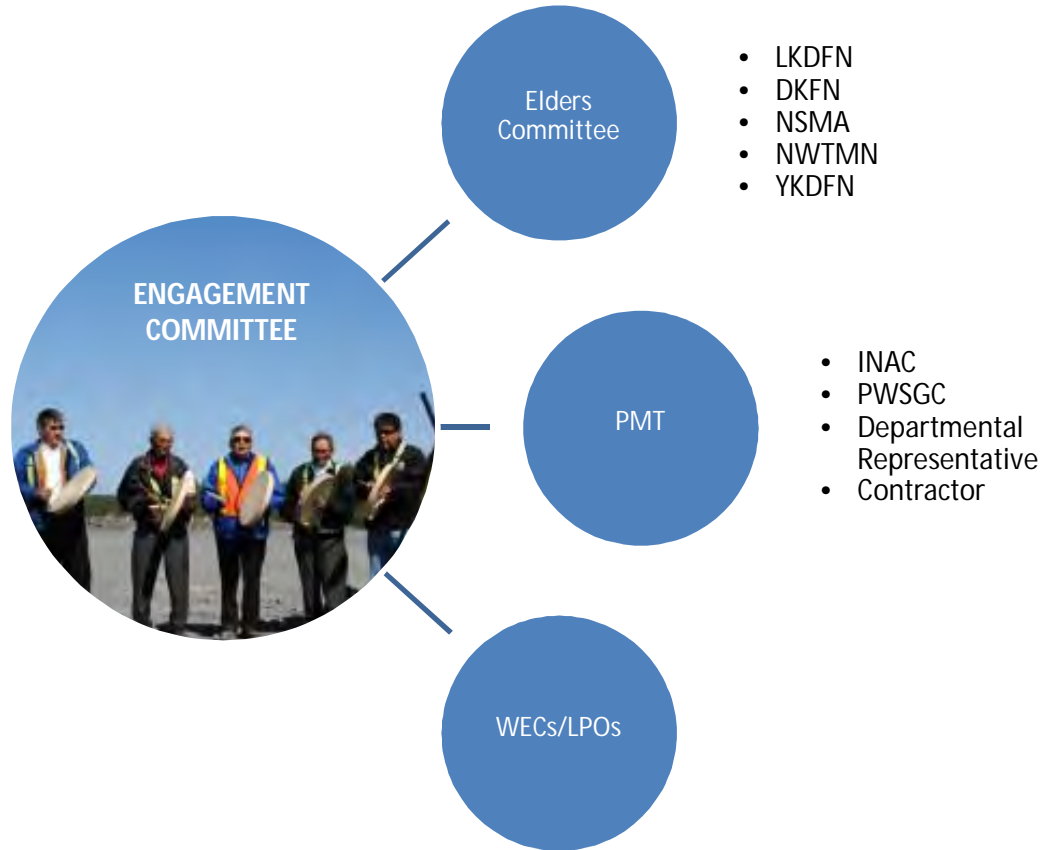 Elders
Committee
• LKDFN
• DKFN
• NSMA
• NWTMN
• YKDFN
ENGAGEMENT
COMMITTEE
PMT
• INAC
• PWSGC
• Departmental
Representative
• Contractor
WECs/LPOs